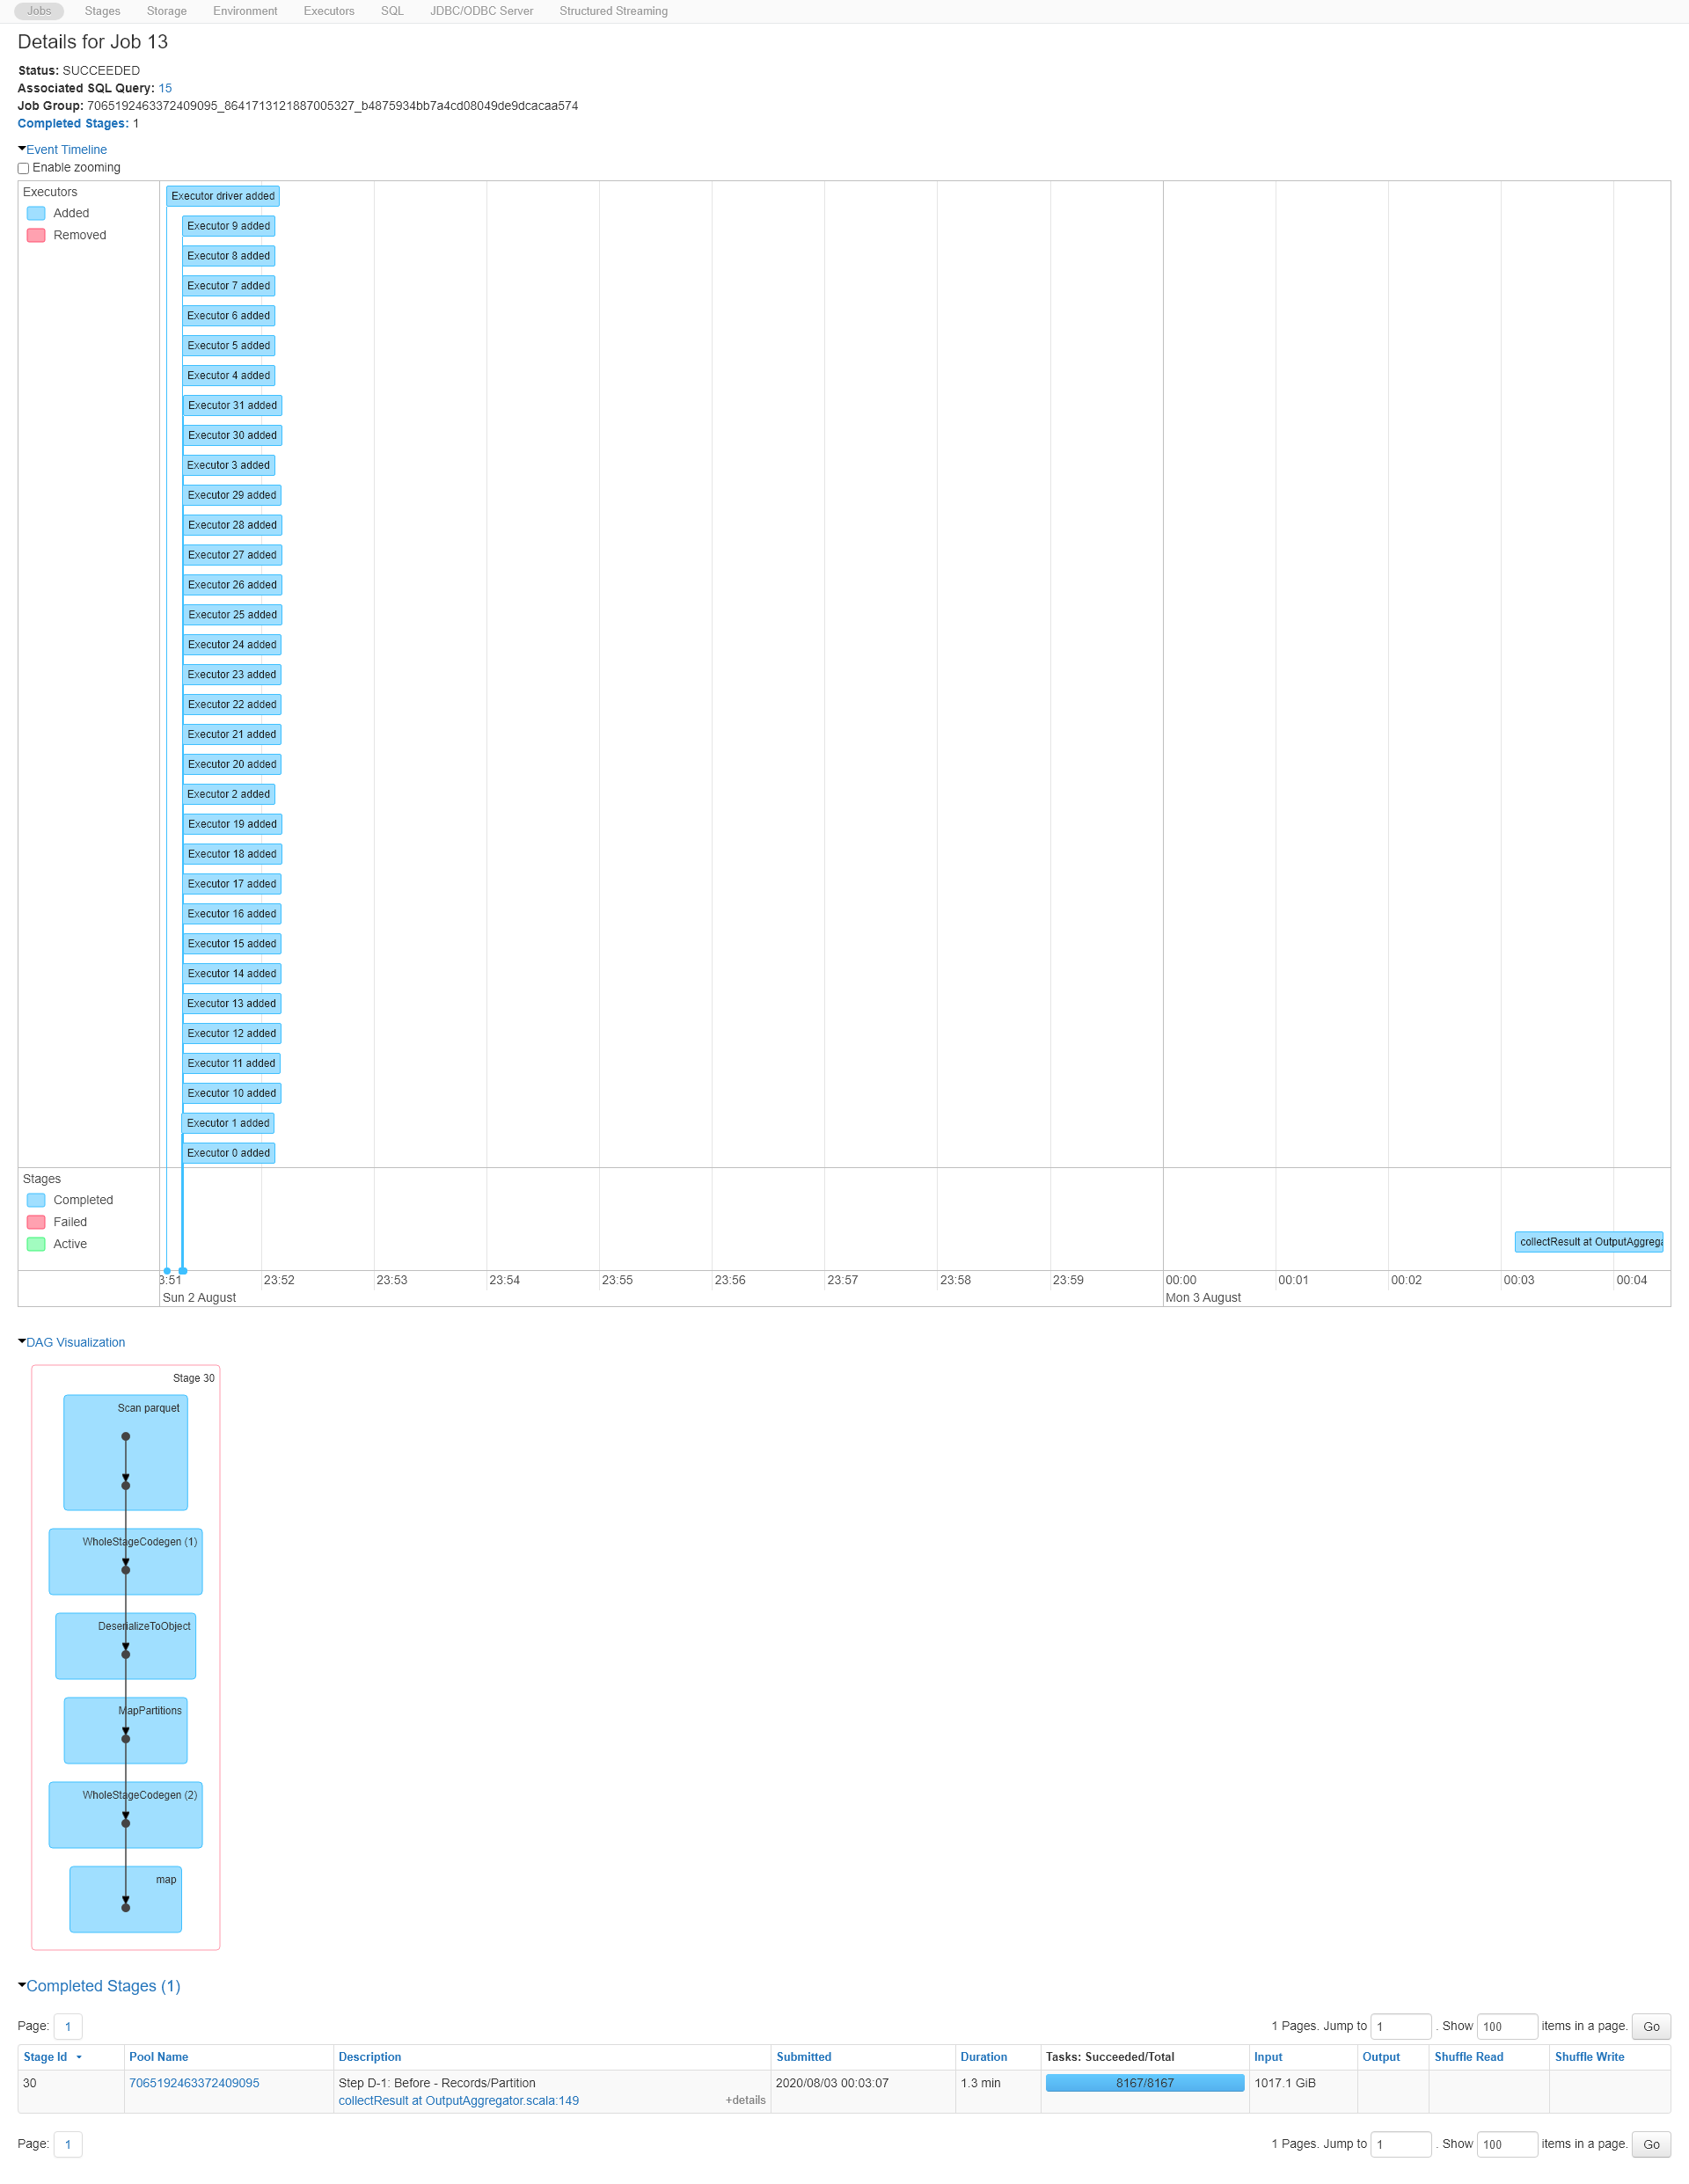 Jobs Stages Storage Environment Executors SQL JDBC/ODBC Server Structured Streaming
Details for Job 13
Status: SUCCEEDED
Associated SQL Query: 15
Job Group: 7065192463372409095_8641713121887005327_b4875934bb7a4cd08049de9dcacaa574
Completed Stages: 1
Event Timeline
Enable zooming
Executors
Added
Removed
Executor driver added
Executor 9 added
Executor 8 added
Executor 7 added
Executor 6 added
Executor 5 added
Executor 4 added
Executor 31 added
Executor 30 added
Executor 3 added
Executor 29 added
Executor 28 added
Executor 27 added
Executor 26 added
Executor 25 added
Executor 24 added
Executor 23 added
Executor 22 added
Executor 21 added
Executor 20 added
Executor 2 added
Executor 19 added
Executor 18 added
Executor 17 added
Executor 16 added
Executor 15 added
Executor 14 added
Executor 13 added
Executor 12 added
Executor 11 added
Executor 10 added
Executor 1 added
Executor 0 added
Stages
Completed
Failed
Active
collectResult at OutputAggrega
3:51 23:52 23:53 23:54 23:55 23:56 23:57 23:58 23:59 00:00 00:01 00:02 00:03 00:04
Sun 2 August Mon 3 August
DAG Visualization
Stage 30
Scan parquet
WholeStageCodegen (1)
DeserializeToObject
MapPartitions
WholeStageCodegen (2)
map
Completed Stages (1)
Page: 1 1 Pages. Jump to 1 . Show 100 items in a page. Go
Stage Id Pool Name Description Submitted Duration Tasks: Succeeded/Total Input Output Shuffle Read Shuffle Write
30 7065192463372409095 Step D-1: Before - Records/Partition 2020/08/03 00:03:07 1.3 min 8167/8167 1017.1 GiB
collectResult at OutputAggregator.scala:149 +details
Page: 1 1 Pages. Jump to 1 . Show 100 items in a page. Go